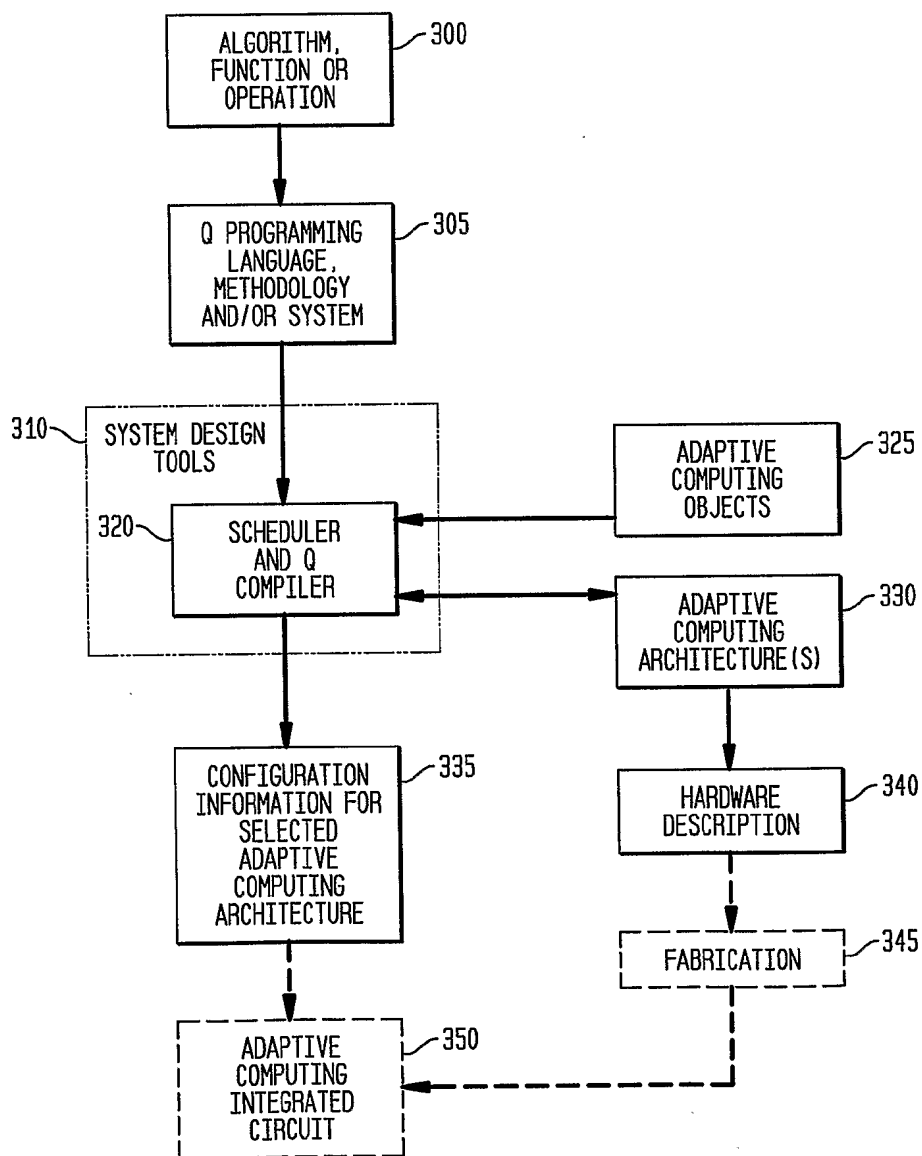 ALGORITHM,
FUNCTION OR
OPERATION
300
Q PROGRAMMING
LANGUAGE,
METHODOLOGY
AND/OR SYSTEM
305
310
SYSTEM DESIGN
TOOLS
320
SCHEDULER
AND Q
COMPILER
ADAPTIVE
COMPUTING
OBJECTS
325
ADAPTIVE
COMPUTING
ARCHITECTURE(S)
330
CONFIGURATION
INFORMATION FOR
SELECTED
ADAPTIVE
COMPUTING
ARCHITECTURE
335
HARDWARE
DESCRIPTION
340
FABRICATION
345
ADAPTIVE
COMPUTING
INTEGRATED
CIRCUIT
350